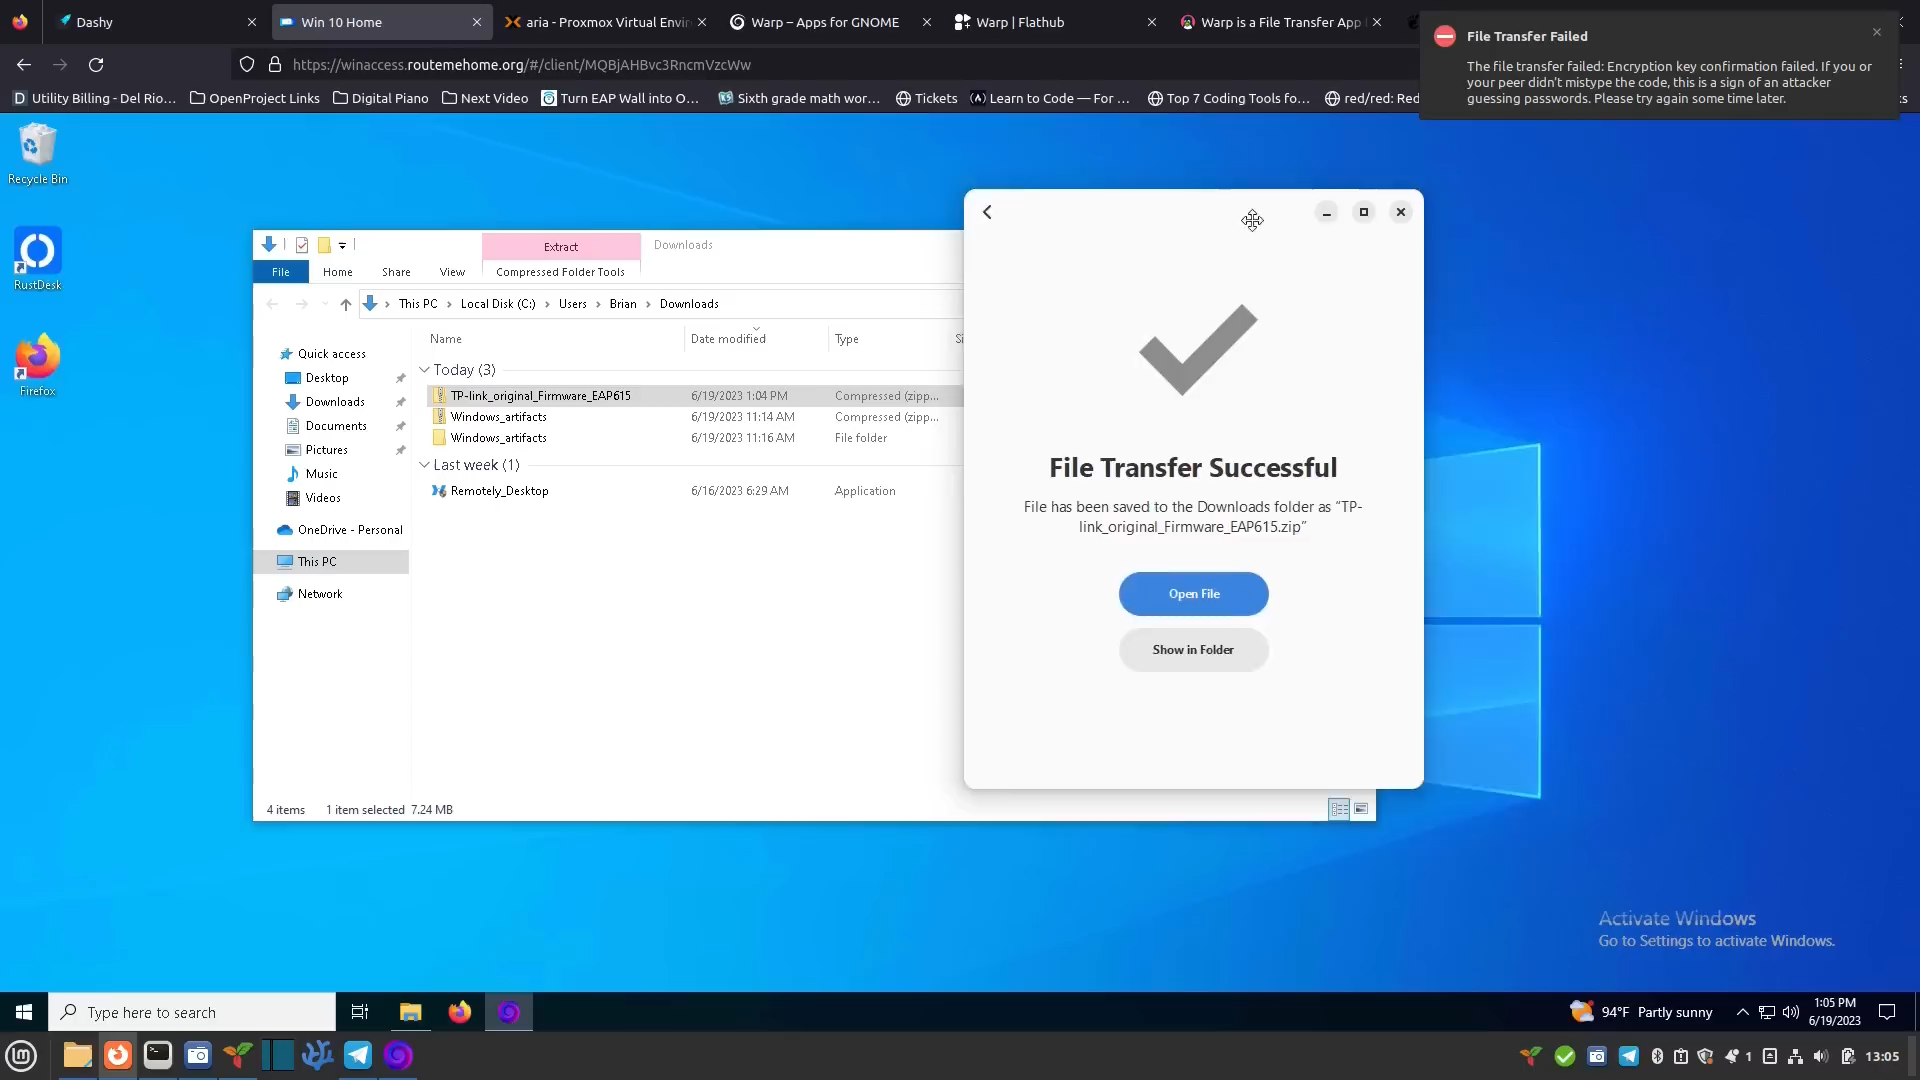 Dashy
Win 10 Home
aria - Proxmox Virtual Envir
Warp – Apps for GNOME
Warp | Flathub
Warp is a File Transfer App
https://winaccess.routemehome.org/#/client/MQBjAHBvc3RncmVzcWw
Utility Billing - Del Rio...
OpenProject Links
Digital Piano
Next Video
Turn EAP Wall into O...
Sixth grade math wor...
Tickets
Learn to Code — For ...
Top 7 Coding Tools fo...
red/red: Red
File Transfer Failed
The file transfer failed: Encryption key confirmation failed. If you or
your peer didn't mistype the code, this is a sign of an attacker
guessing passwords. Please try again some time later.
Recycle Bin
RustDesk
Firefox
Extract
Downloads
File
Home
Share
View
Compressed Folder Tools
This PC
Local Disk (C:)
Users
Brian
Downloads
Name
Date modified
Type
Quick access
Desktop
Downloads
Documents
Pictures
Music
Videos
OneDrive - Personal
This PC
Network
Today (3)
TP-link_original_Firmware_EAP615 6/19/2023 1:04 PM Compressed (zipp...
Windows_artifacts 6/19/2023 11:14 AM Compressed (zipp...
Windows_artifacts 6/19/2023 11:16 AM File folder
Last week (1)
Remotely_Desktop 6/16/2023 6:29 AM Application
4 items 1 item selected 7.24 MB
File Transfer Successful
File has been saved to the Downloads folder as “TP-
link_original_Firmware_EAP615.zip”
Open File
Show in Folder
Activate Windows
Go to Settings to activate Windows.
Type here to search
94°F Partly sunny
1:05 PM
6/19/2023
lm
1
13:05